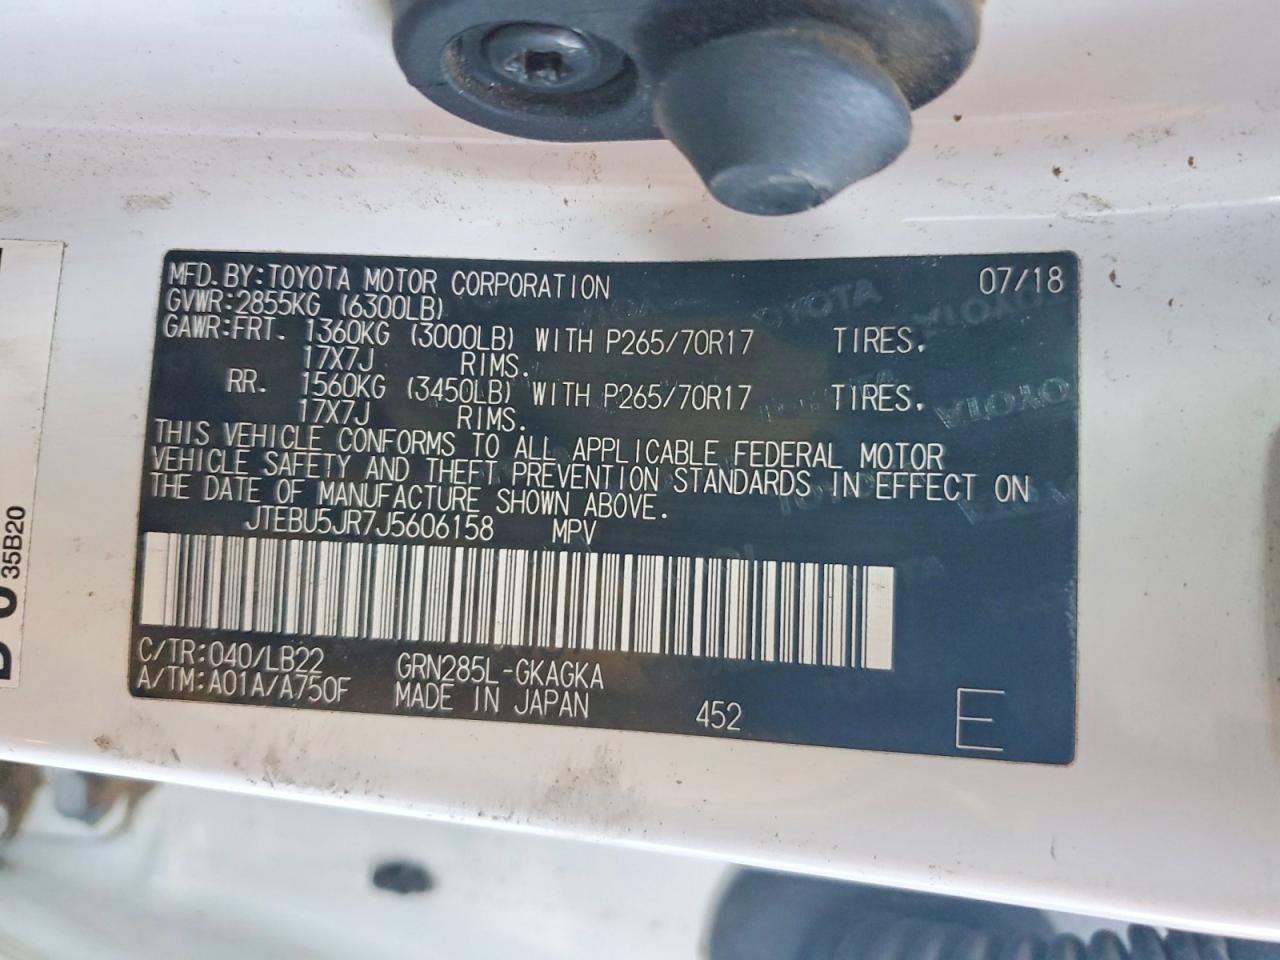 MFD.BY:TOYOTA MOTOR CORPORATION 07/18
GVWR:2855KG (6300LB)
GAWR:FRT. 1360KG (3000LB) WITH P265/70R17 TIRES.
17X7J RIMS.
RR. 1560KG (3450LB) WITH P265/70R17 TIRES.
17X7J RIMS.
THIS VEHICLE CONFORMS TO ALL APPLICABLE FEDERAL MOTOR
VEHICLE SAFETY AND THEFT PREVENTION STANDARDS IN EFFECT ON
THE DATE OF MANUFACTURE SHOWN ABOVE.
JTEBU5JR7J5606158 MPV
C/TR:040/LB22 GRN285L-GKAGKA
A/TM:A01A/A750F MADE IN JAPAN 452 E
35B20